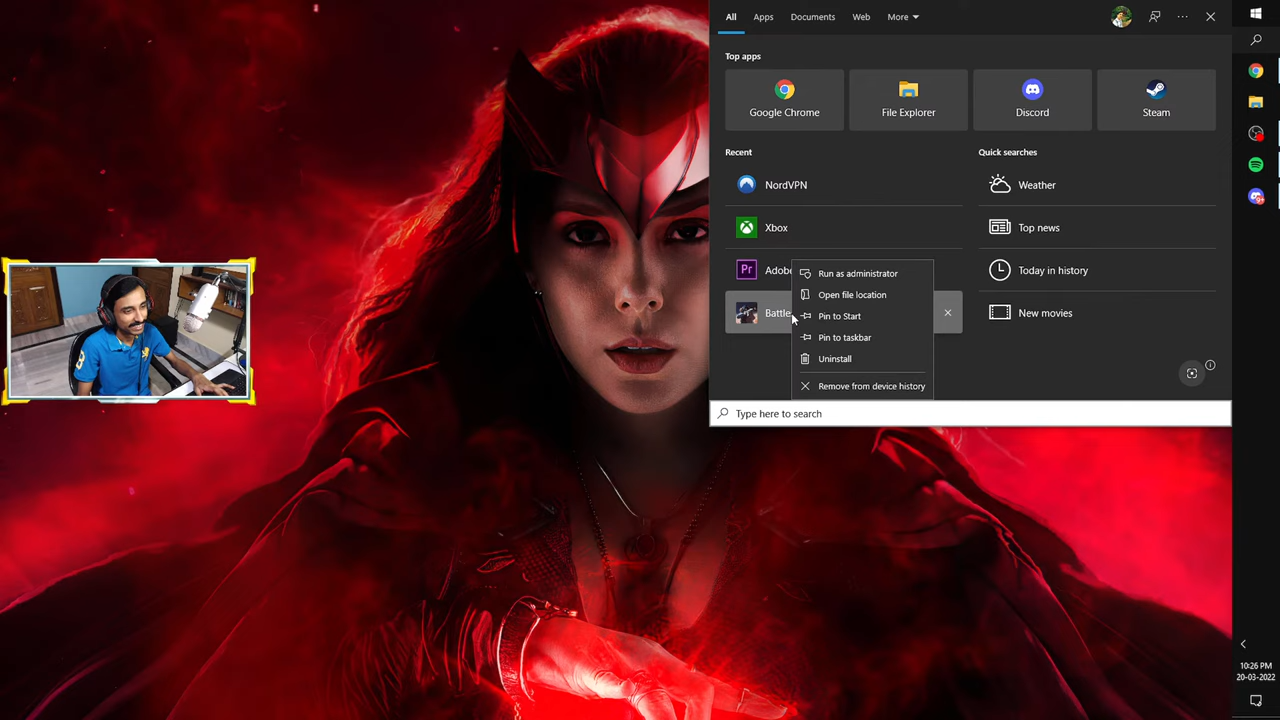 All Apps Documents Web More
Top apps
Google Chrome File Explorer Discord Steam
Recent
NordVPN
Xbox
Pr Adobe
Battle
Run as administrator
Open file location
Pin to Start
Pin to taskbar
Uninstall
Remove from device history
Quick searches
Weather
Top news
Today in history
New movies
Type here to search
10:26 PM
20-03-2022